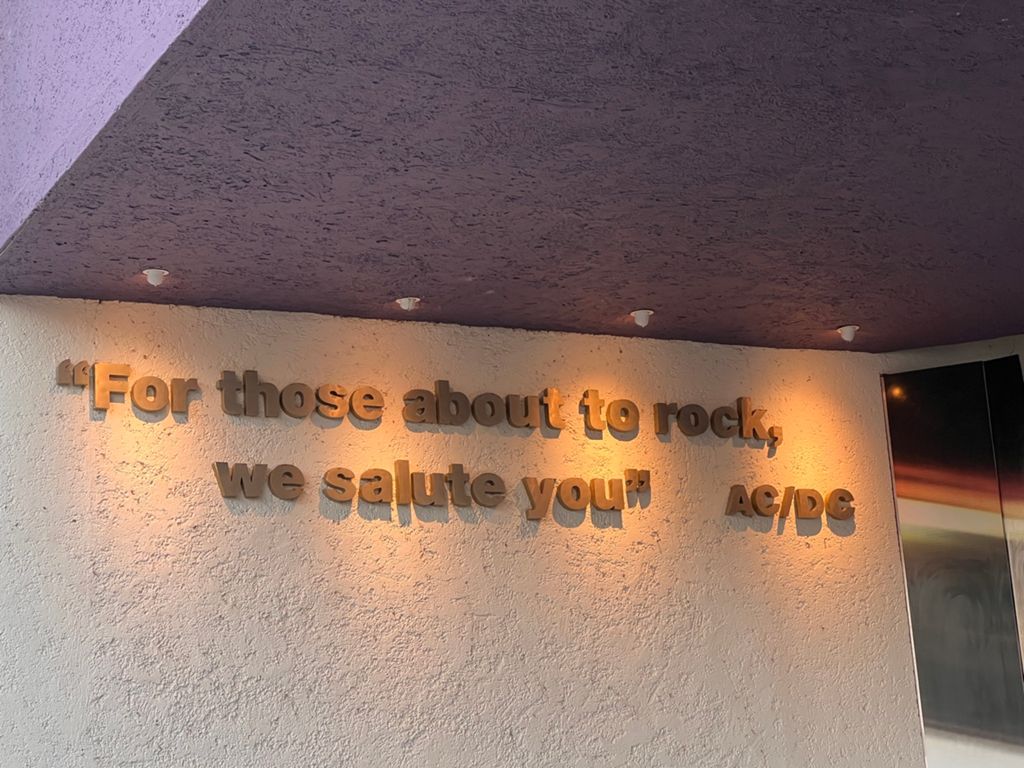 “For those about to rock,
we salute you” AC/DC